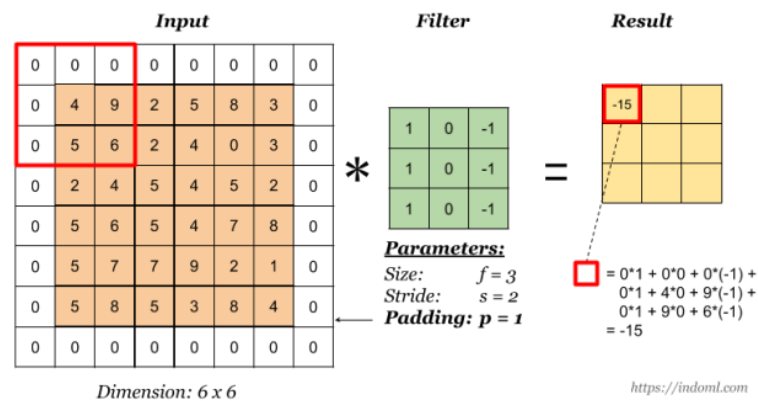 Input Filter Result
0 0 0 0 0 0 0 0
0 4 9 2 5 8 3 0
0 5 6 2 4 0 3 0
0 2 4 5 4 5 2 0
0 5 6 5 4 7 8 0
0 5 7 7 9 2 1 0
0 5 8 5 3 8 4 0
0 0 0 0 0 0 0 0
Dimension: 6 x 6
*
1 0 -1
1 0 -1
1 0 -1
Parameters:
Size: f = 3
Stride: s = 2
Padding: p = 1
=
-15
= 0*1 + 0*0 + 0*(-1) +
0*1 + 4*0 + 9*(-1) +
0*1 + 9*0 + 6*(-1)
= -15
https://indoml.com